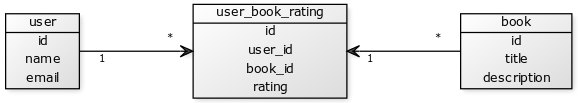 user
id
name
email
1
*
user_book_rating
id
user_id
book_id
rating
1
*
book
id
title
description